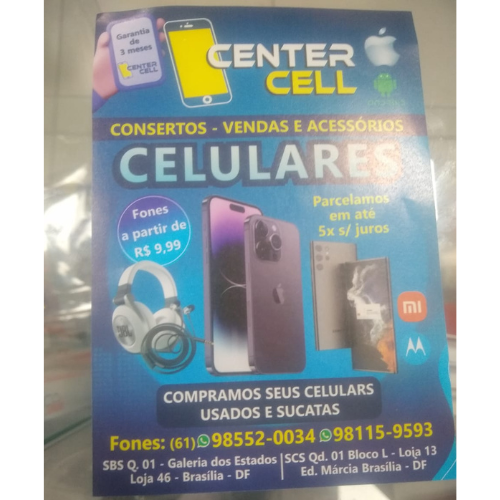 Garantia
de
3 meses
CENTER
CELL
CENTER
CELL
CONSERTOS - VENDAS E ACESSÓRIOS
CELULARES
Fones
a partir de
R$ 9,99
Parcelamos
em até
5x s/ juros
mi
COMPRAMOS SEUS CELULARS
USADOS E SUCATAS
Fones: (61) 98552-0034 98115-9593
SBS Q. 01 - Galeria dos Estados
Loja 46 - Brasília - DF
SCS Qd. 01 Bloco L - Loja 13
Ed. Márcia Brasília - DF